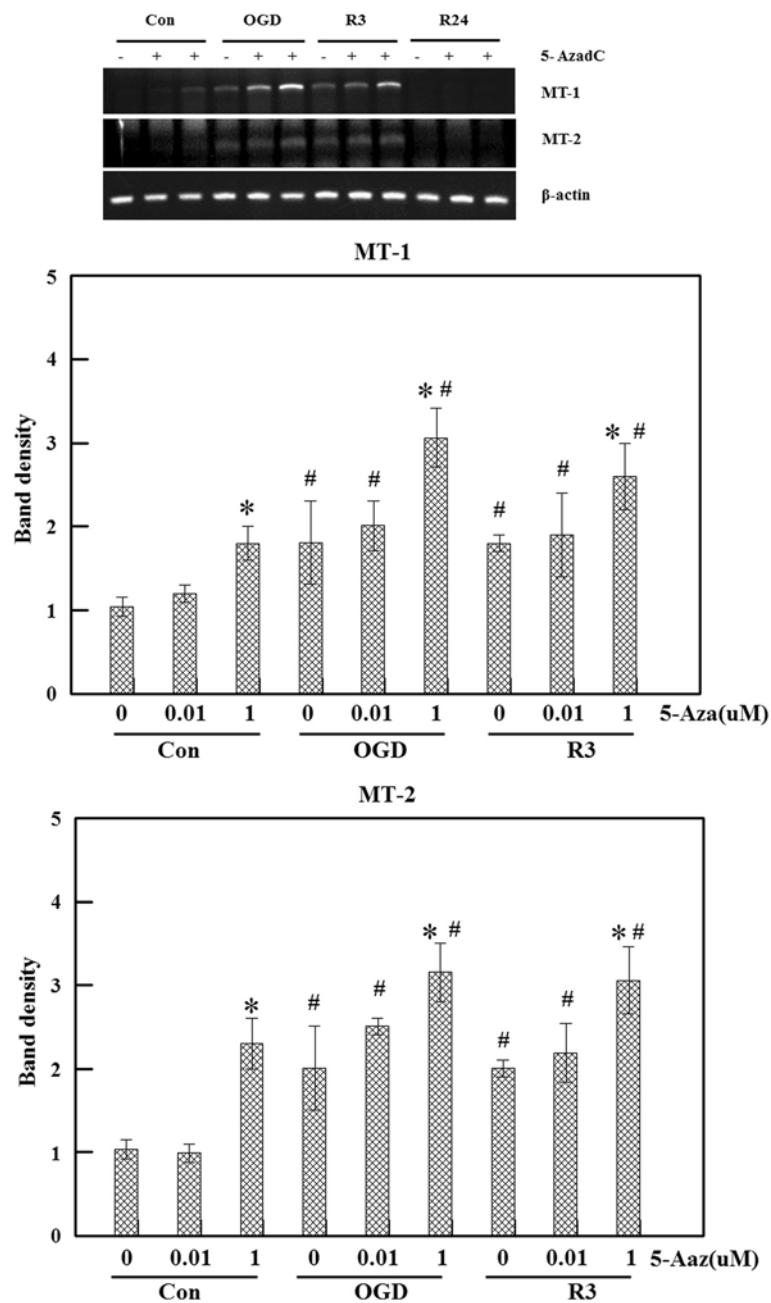 Con OGD R3 R24
- + + - + + - + + - + + 5- AzadC
MT-1
MT-2
β-actin
MT-1
5
4
3
2
1
0
Band density
*
#
#
* #
#
#
* #
0 0.01 1 0 0.01 1 0 0.01 1 5-Aza(uM)
Con OGD R3
MT-2
5
4
3
2
1
0
Band density
*
#
#
* #
#
#
* #
0 0.01 1 0 0.01 1 0 0.01 1 5-Aaz(uM)
Con OGD R3